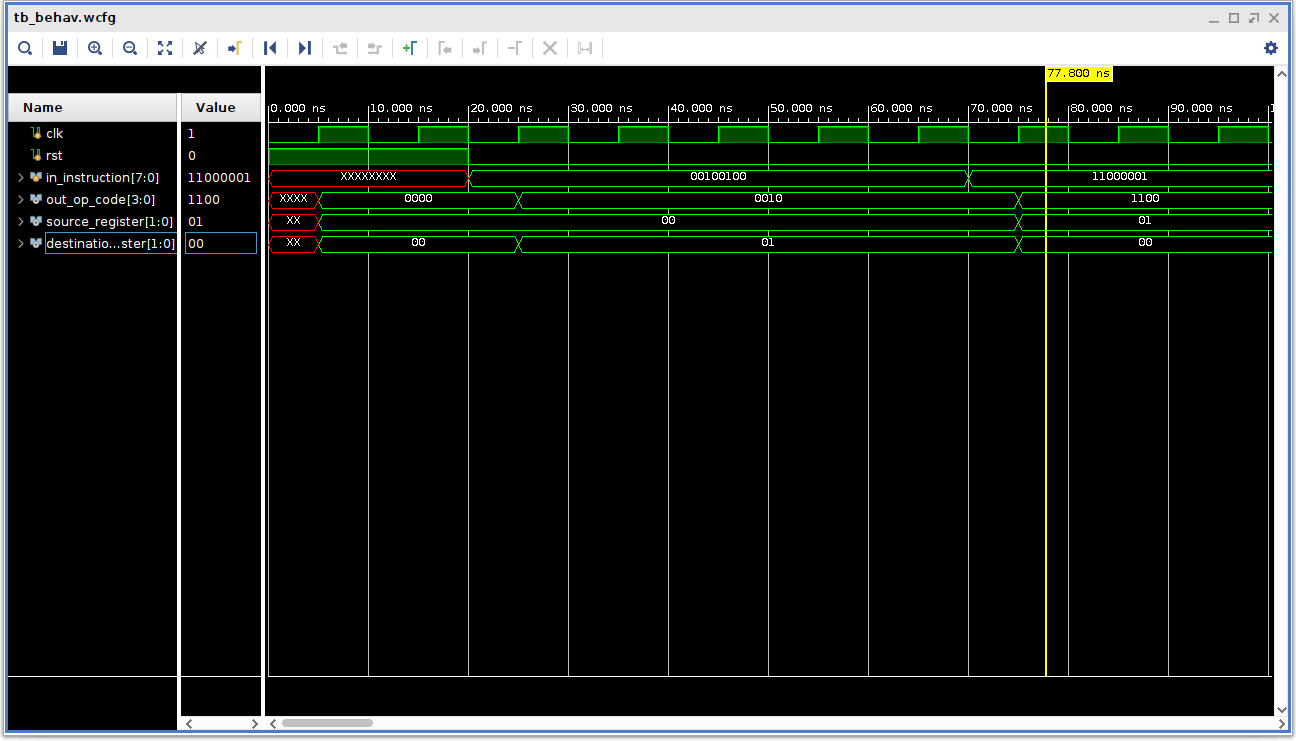 tb_behav.wcfg
77.800 ns
Name Value
0.000 ns 10.000 ns 20.000 ns 30.000 ns 40.000 ns 50.000 ns 60.000 ns 70.000 ns 80.000 ns 90.000 ns 1
clk 1
rst 0
in_instruction[7:0] 11000001 XXXXXXXX 00100100 11000001
out_op_code[3:0] 1100 XXXX 0000 0010 1100
source_register[1:0] 01 XX 00 01
destinatio...ster[1:0] 00 XX 00 01 00